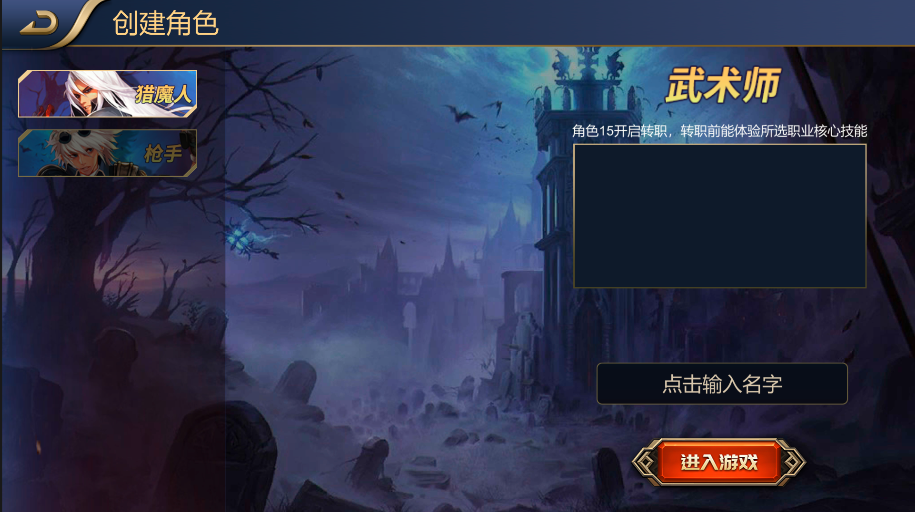 创建角色
猎魔人
枪手
武术师
角色15开启转职，转职前能体验所选职业核心技能
点击输入名字
进入游戏